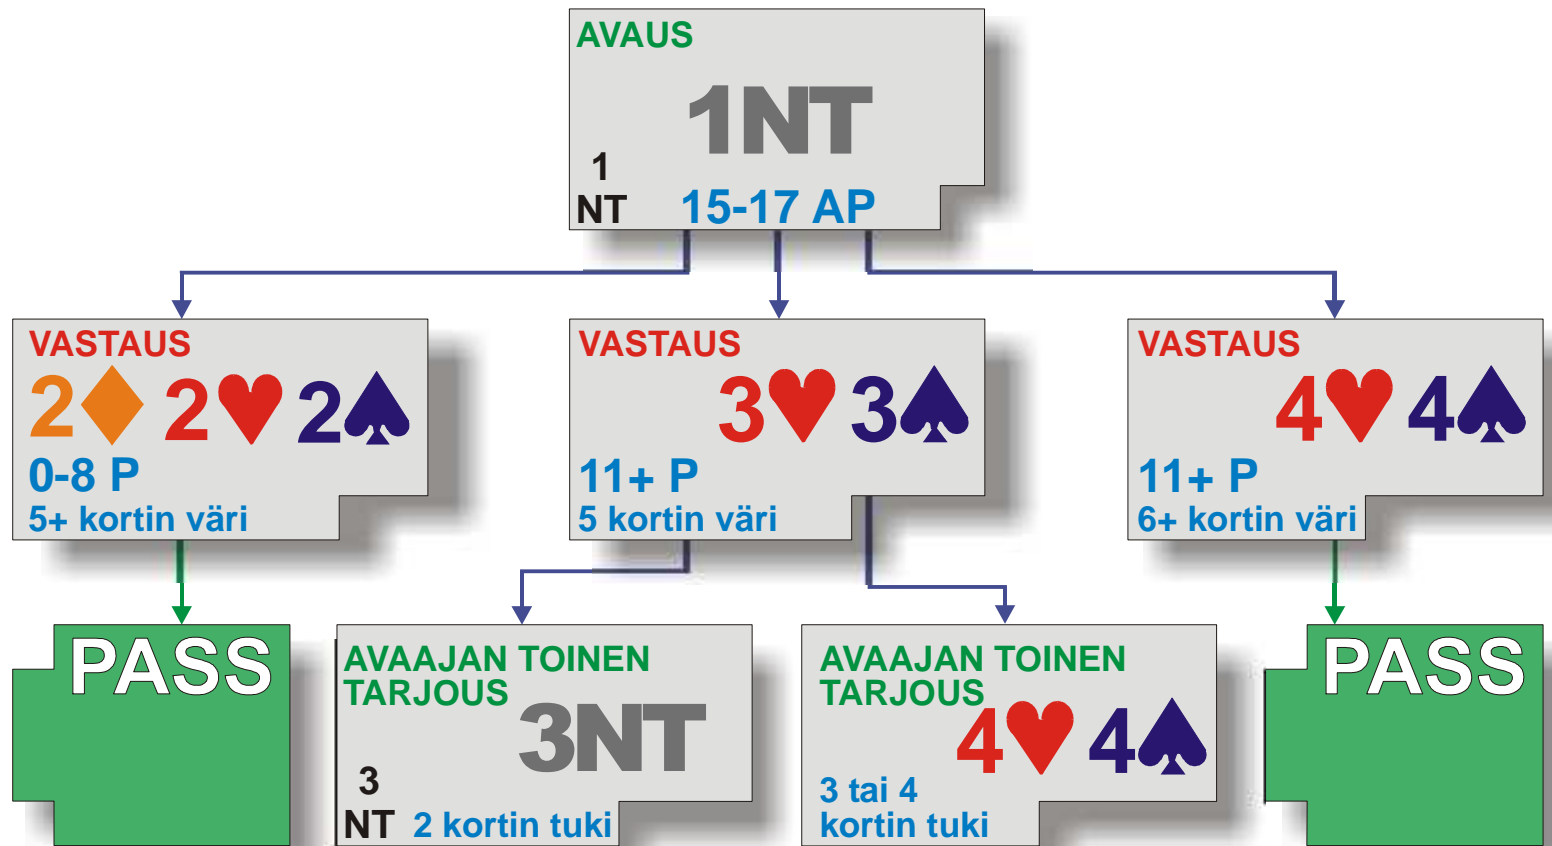 AVAUS
1NT
1
NT 15-17 AP
VASTAUS
2♦ 2♥ 2♠
0-8 P
5+ kortin väri
VASTAUS
3♥ 3♠
11+ P
5 kortin väri
VASTAUS
4♥ 4♠
11+ P
6+ kortin väri
PASS
AVAAJAN TOINEN
TARJOUS
3NT
3
NT 2 kortin tuki
AVAAJAN TOINEN
TARJOUS
4♥ 4♠
3 tai 4
kortin tuki
PASS